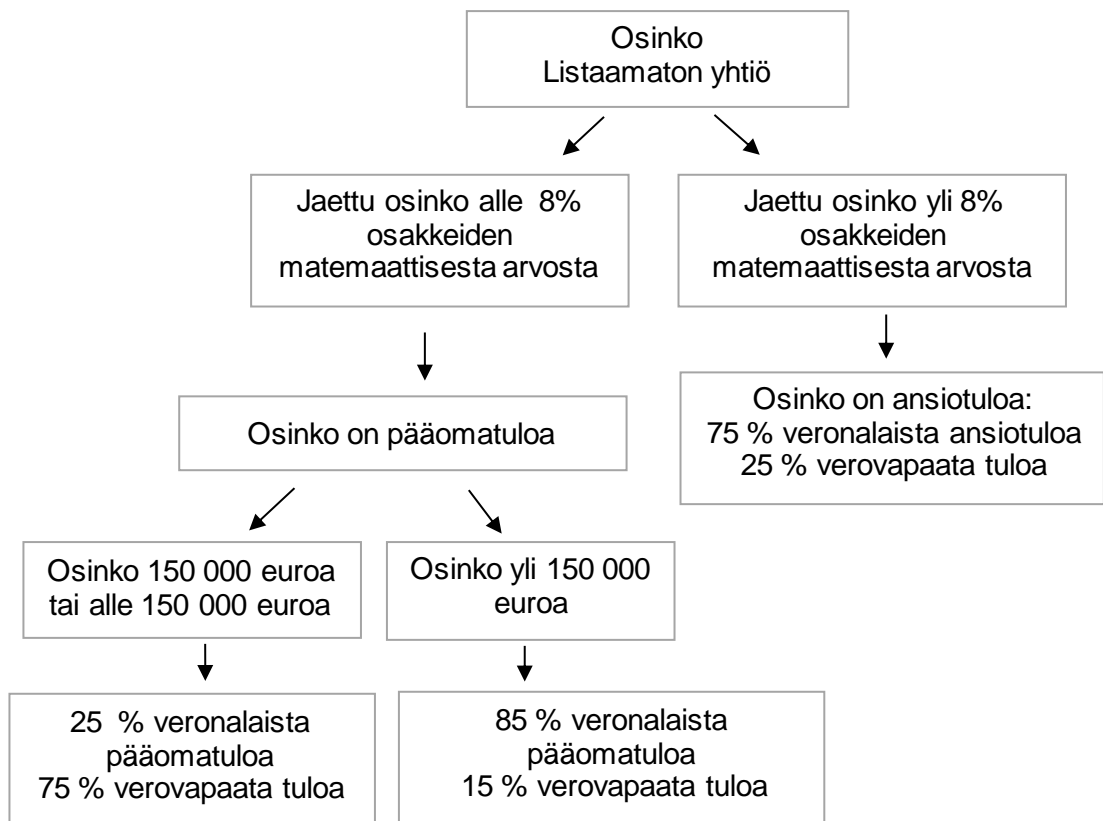 Osinko
Listaamaton yhtiö
Jaettu osinko alle 8%
osakkeiden
matemaattisesta arvosta
Jaettu osinko yli 8%
osakkeiden
matemaattisesta arvosta
Osinko on pääomatuloa
Osinko on ansiotuloa:
75 % veronalaista ansiotuloa
25 % verovapaata tuloa
Osinko 150 000 euroa
tai alle 150 000 euroa
Osinko yli 150 000
euroa
25 % veronalaista
pääomatuloa
75 % verovapaata tuloa
85 % veronalaista
pääomatuloa
15 % verovapaata tuloa